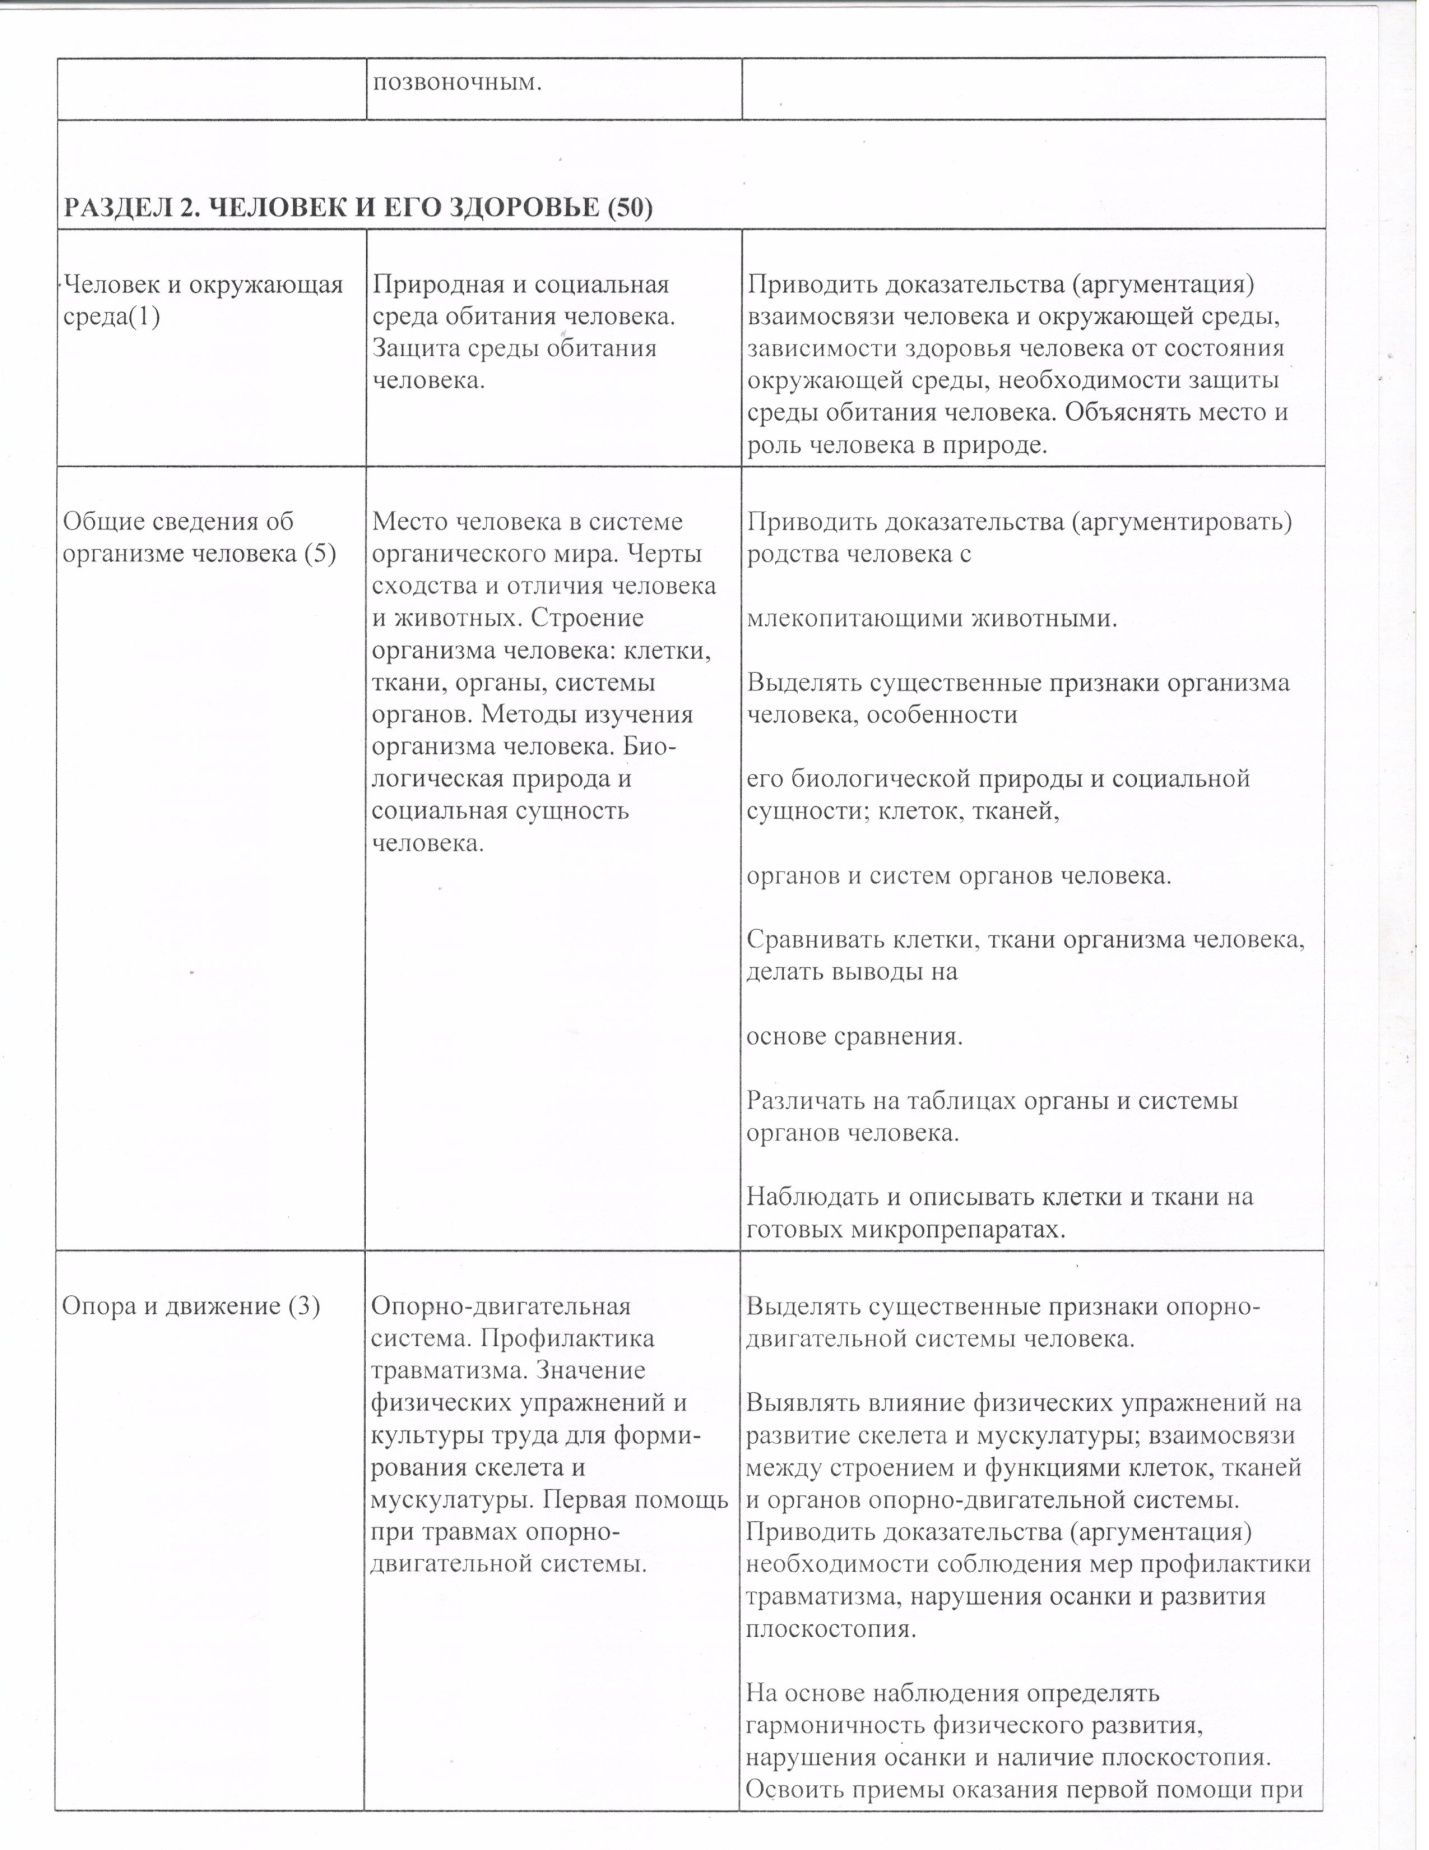 позвоночным.
РАЗДЕЛ 2. ЧЕЛОВЕК И ЕГО ЗДОРОВЬЕ (50)
Человек и окружающая
среда(1)
Природная и социальная
среда обитания человека.
Защита среды обитания
человека.
Приводить доказательства (аргументация)
взаимосвязи человека и окружающей среды,
зависимости здоровья человека от состояния
окружающей среды, необходимости защиты
среды обитания человека. Объяснять место и
роль человека в природе.
Общие сведения об
организме человека (5)
Место человека в системе
органического мира. Черты
сходства и отличия человека
и животных. Строение
организма человека: клетки,
ткани, органы, системы
органов. Методы изучения
организма человека. Био-
логическая природа и
социальная сущность
человека.
Приводить доказательства (аргументировать)
родства человека с
млекопитающими животными.
Выделять существенные признаки организма
человека, особенности
его биологической природы и социальной
сущности; клеток, тканей,
органов и систем органов человека.
Сравнивать клетки, ткани организма человека,
делать выводы на
основе сравнения.
Различать на таблицах органы и системы
органов человека.
Наблюдать и описывать клетки и ткани на
готовых микропрепаратах.
Опора и движение (3)
Опорно-двигательная
система. Профилактика
травматизма. Значение
физических упражнений и
культуры труда для форми-
рования скелета и
мускулатуры. Первая помощь
при травмах опорно-
двигательной системы.
Выделять существенные признаки опорно-
двигательной системы человека.
Выявлять влияние физических упражнений на
развитие скелета и мускулатуры; взаимосвязи
между строением и функциями клеток, тканей
и органов опорно-двигательной системы.
Приводить доказательства (аргументация)
необходимости соблюдения мер профилактики
травматизма, нарушения осанки и развития
плоскостопия.
На основе наблюдения определять
гармоничность физического развития,
нарушения осанки и наличие плоскостопия.
Освоить приемы оказания первой помощи при